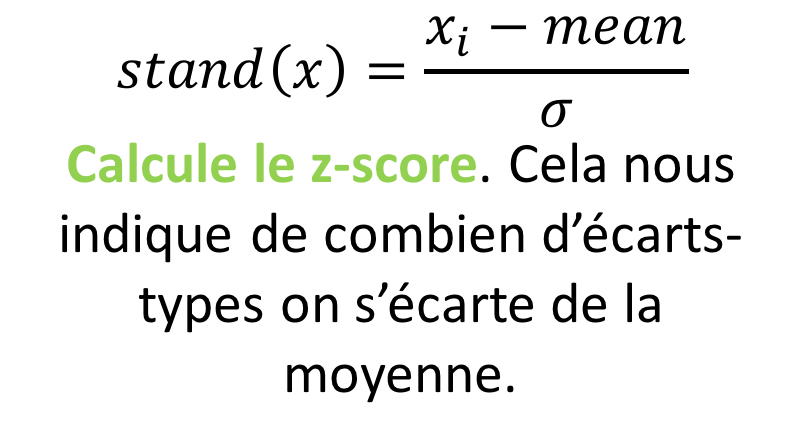 stand(x) = (x_i − mean) / σ
Calcule le z-score. Cela nous
indique de combien d’écarts-
types on s’écarte de la
moyenne.